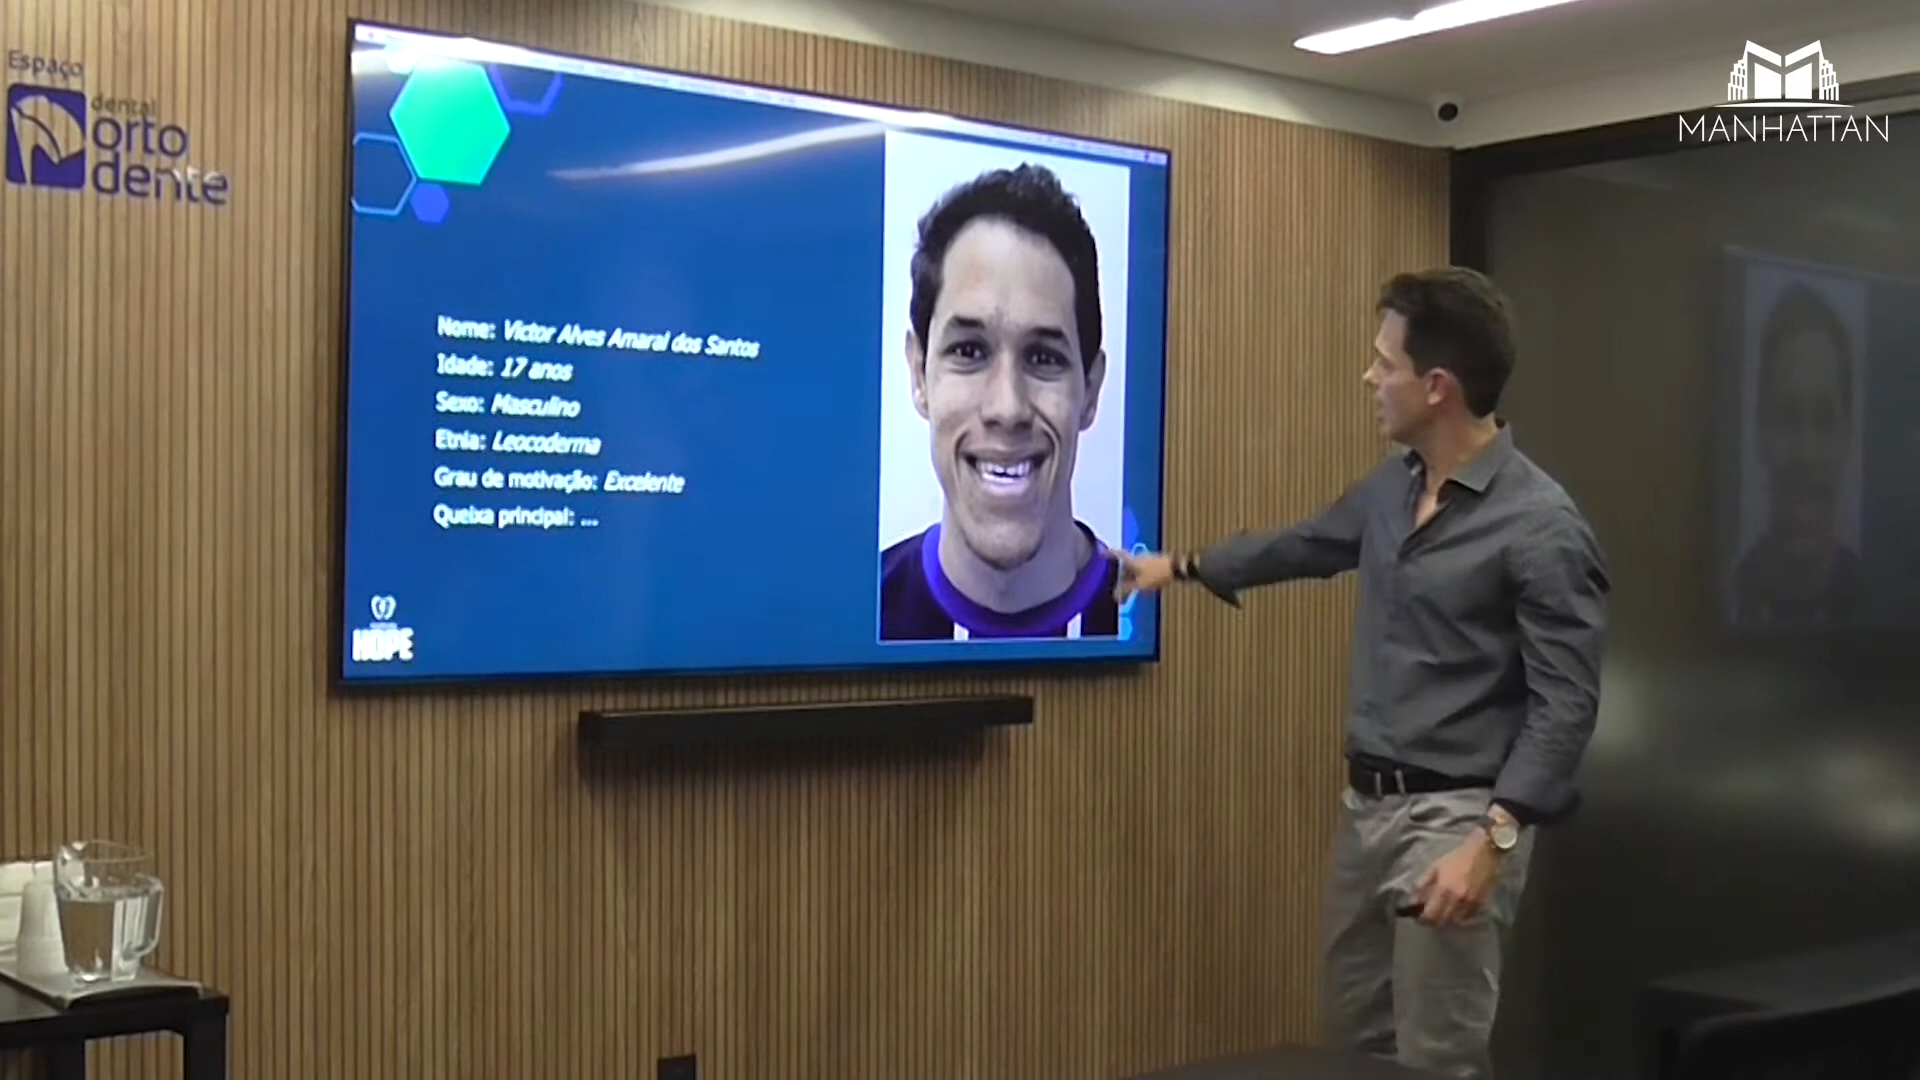 Espaço
dental
orto
dente
MANHATTAN
Nome: Victor Alves Amaral dos Santos
Idade: 17 anos
Sexo: Masculino
Etnia: Leocoderma
Grau de motivação: Excelente
Queixa principal: ...
HOPE